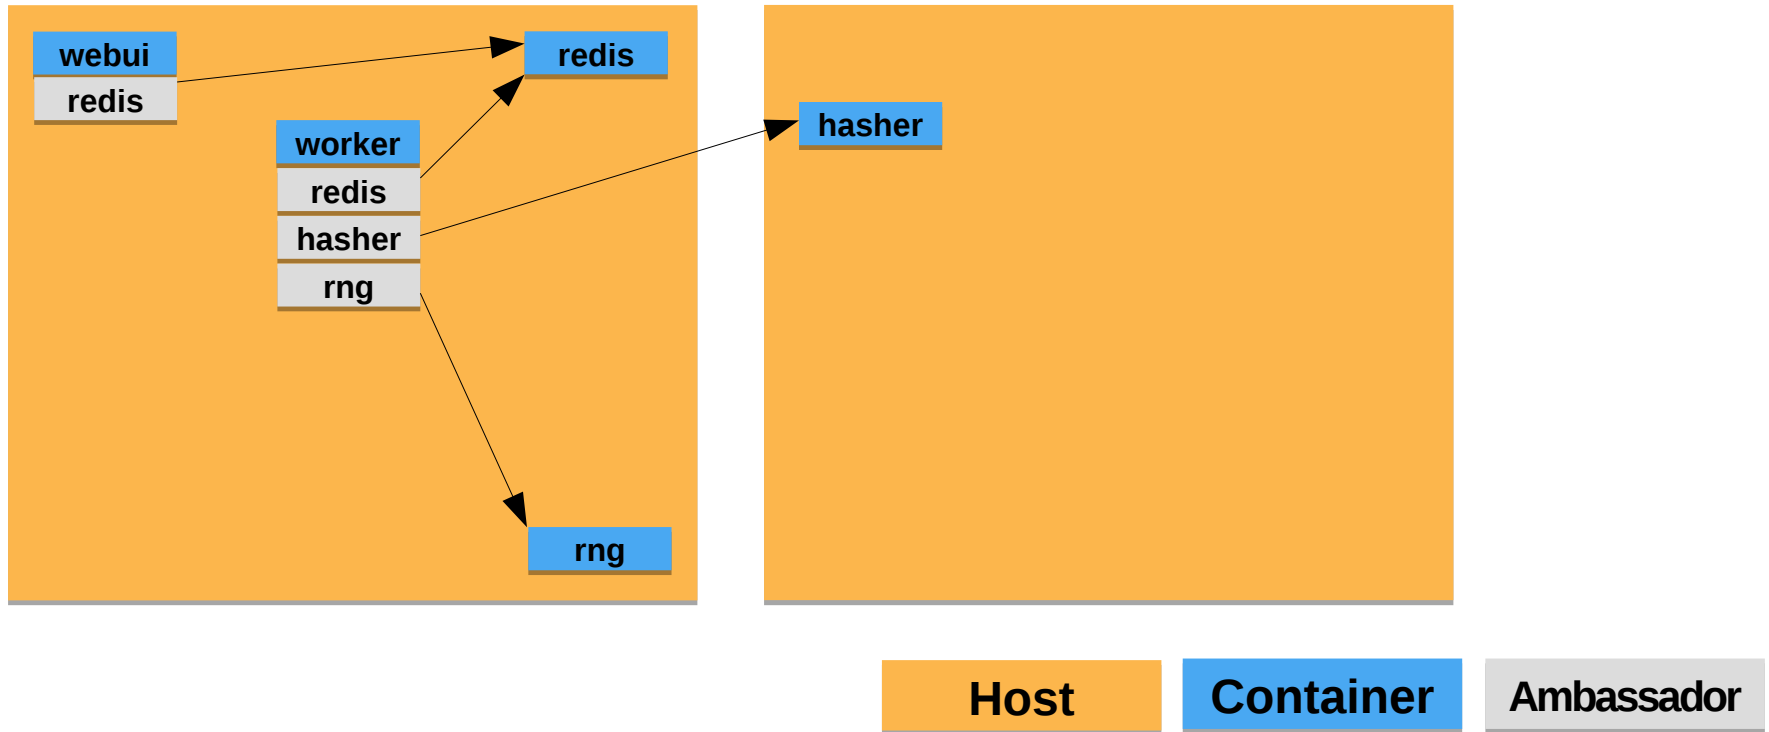 webui
redis
redis
worker
redis
hasher
rng
rng
hasher
Host
Container
Ambassador